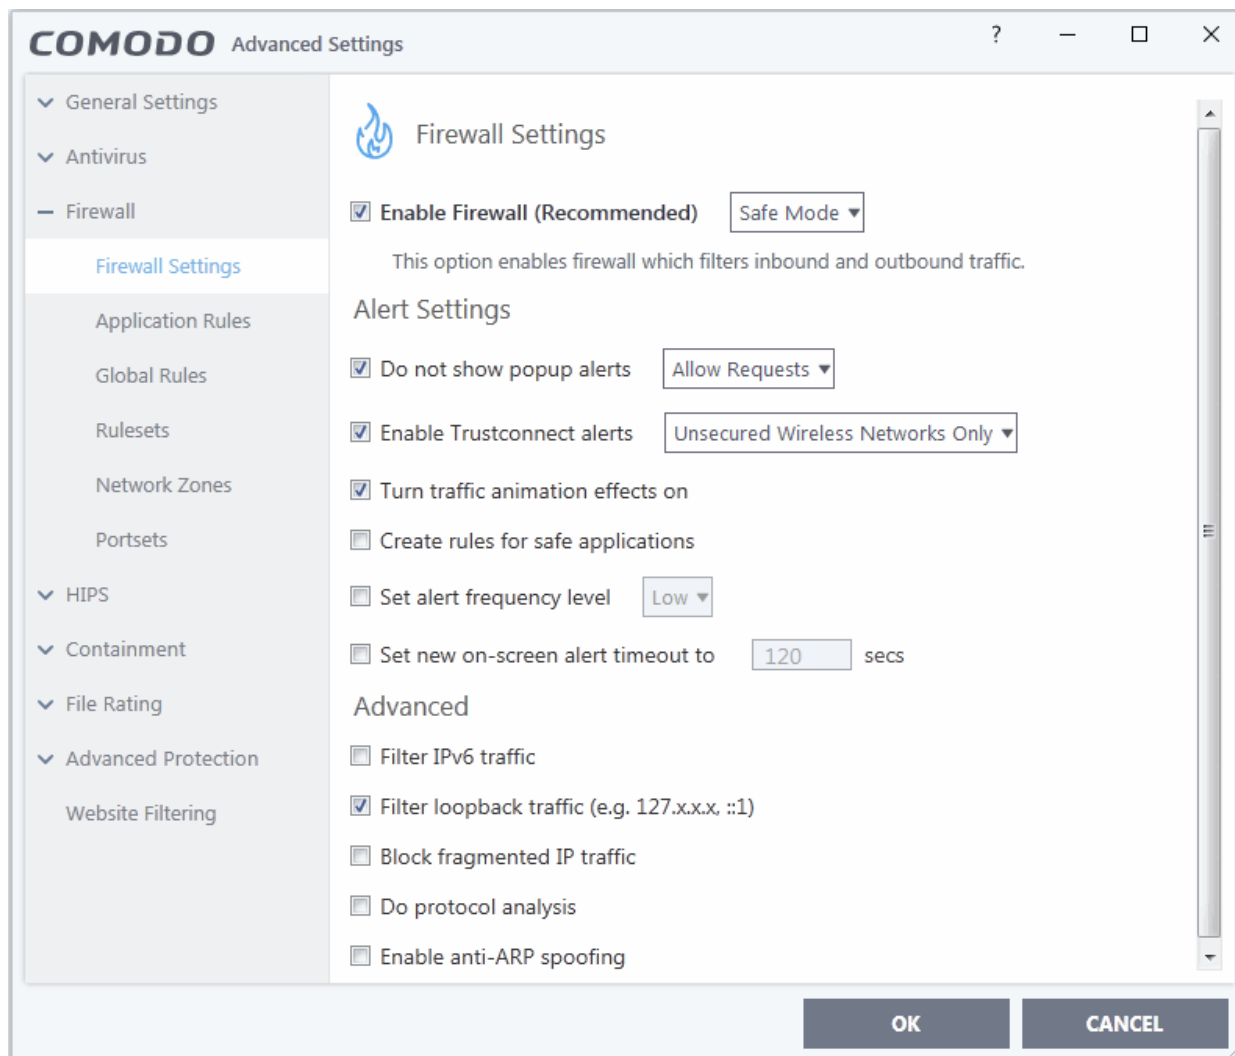 COMODO Advanced Settings ?
General Settings
Antivirus
Firewall
Firewall Settings
Application Rules
Global Rules
Rulesets
Network Zones
Portsets
HIPS
Containment
File Rating
Advanced Protection
Website Filtering
Firewall Settings
Enable Firewall (Recommended) Safe Mode
This option enables firewall which filters inbound and outbound traffic.
Alert Settings
Do not show popup alerts Allow Requests
Enable Trustconnect alerts Unsecured Wireless Networks Only
Turn traffic animation effects on
Create rules for safe applications
Set alert frequency level Low
Set new on-screen alert timeout to 120 secs
Advanced
Filter IPv6 traffic
Filter loopback traffic (e.g. 127.x.x.x, ::1)
Block fragmented IP traffic
Do protocol analysis
Enable anti-ARP spoofing
OK CANCEL